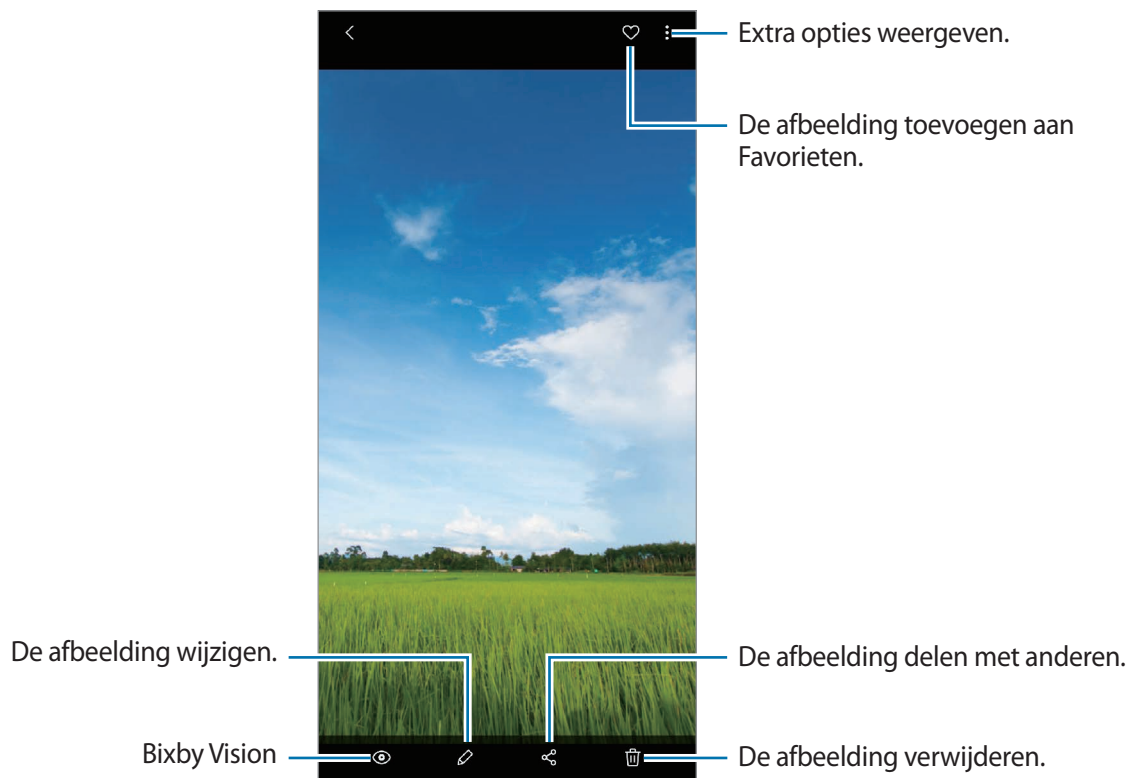 Extra opties weergeven.
De afbeelding toevoegen aan
Favorieten.
De afbeelding wijzigen.
De afbeelding delen met anderen.
Bixby Vision
De afbeelding verwijderen.